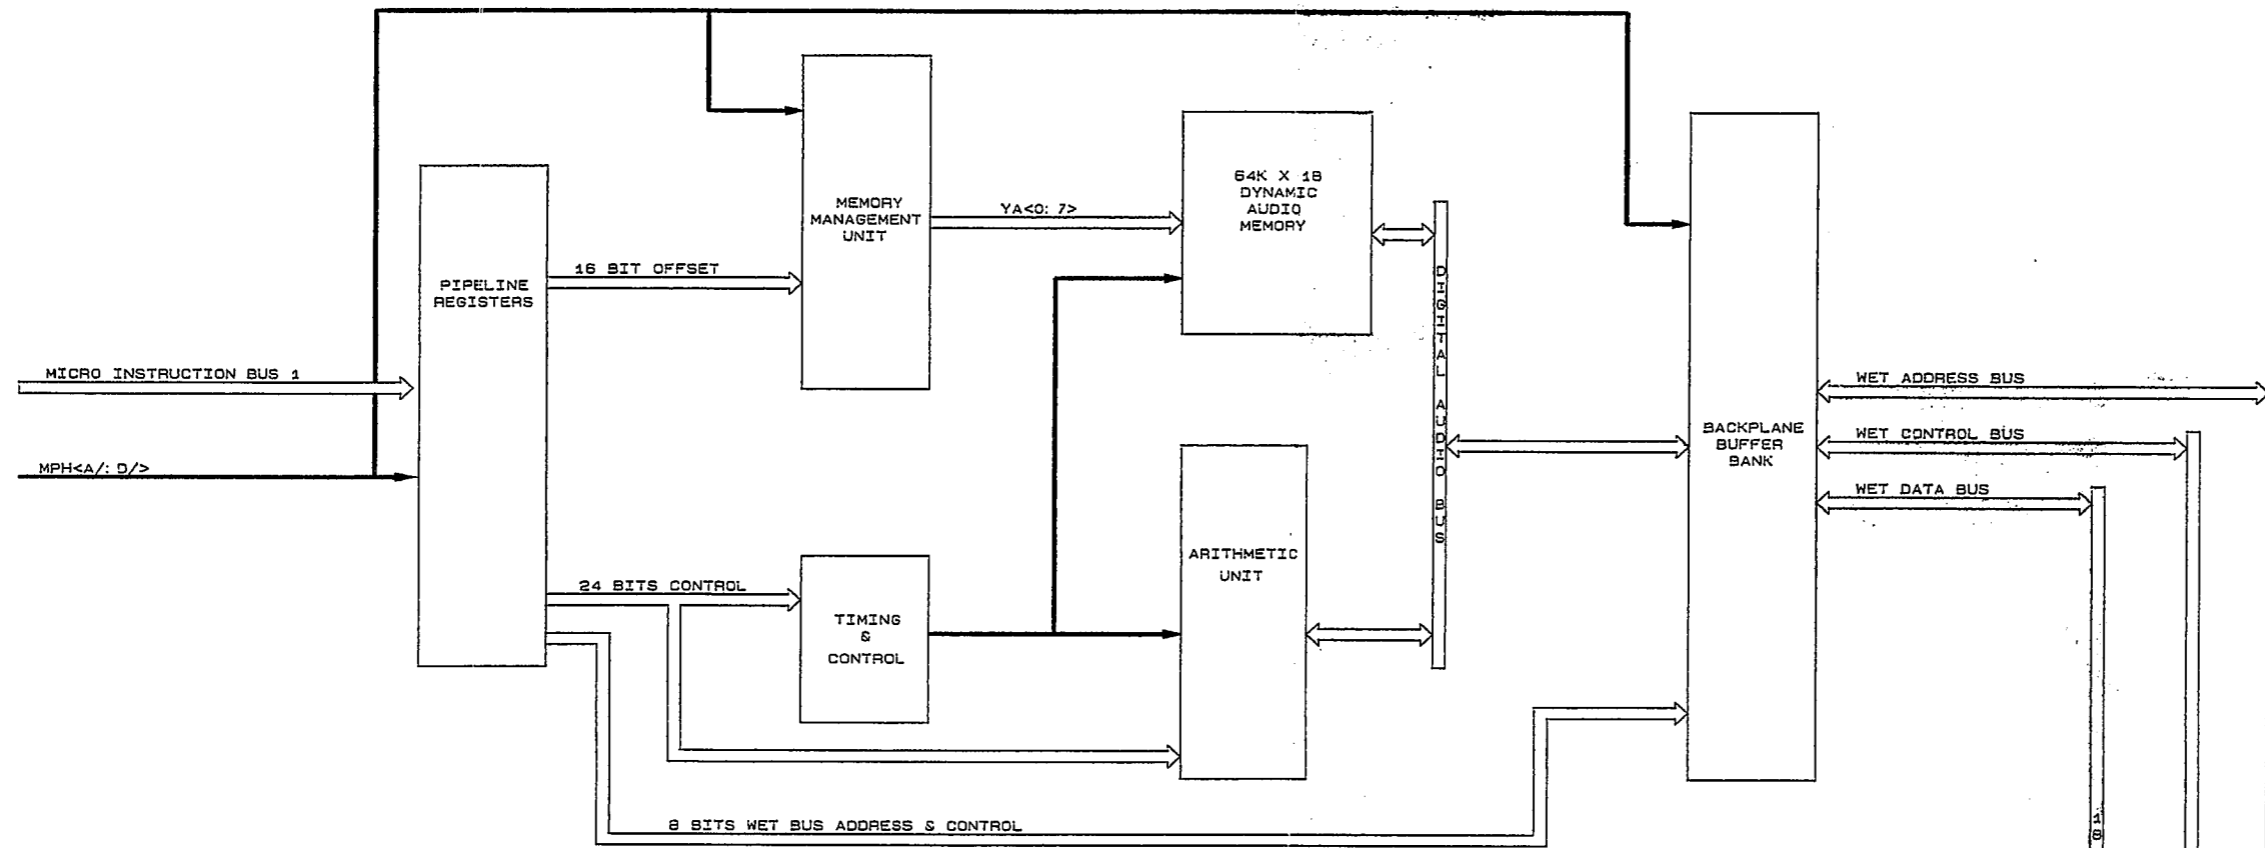 64K X 18
DYNAMIC
AUDIO
MEMORY
MEMORY
MANAGEMENT
UNIT
YA<0:7>
16 BIT OFFSET
PIPELINE
REGISTERS
DIGITAL AUDIO BUS
MICRO INSTRUCTION BUS 1
WET ADDRESS BUS
BACKPLANE
BUFFER
BANK
WET CONTROL BUS
MPH<A/:D/>
WET DATA BUS
ARITHMETIC
UNIT
24 BITS CONTROL
TIMING
&
CONTROL
8 BITS WET BUS ADDRESS & CONTROL
18